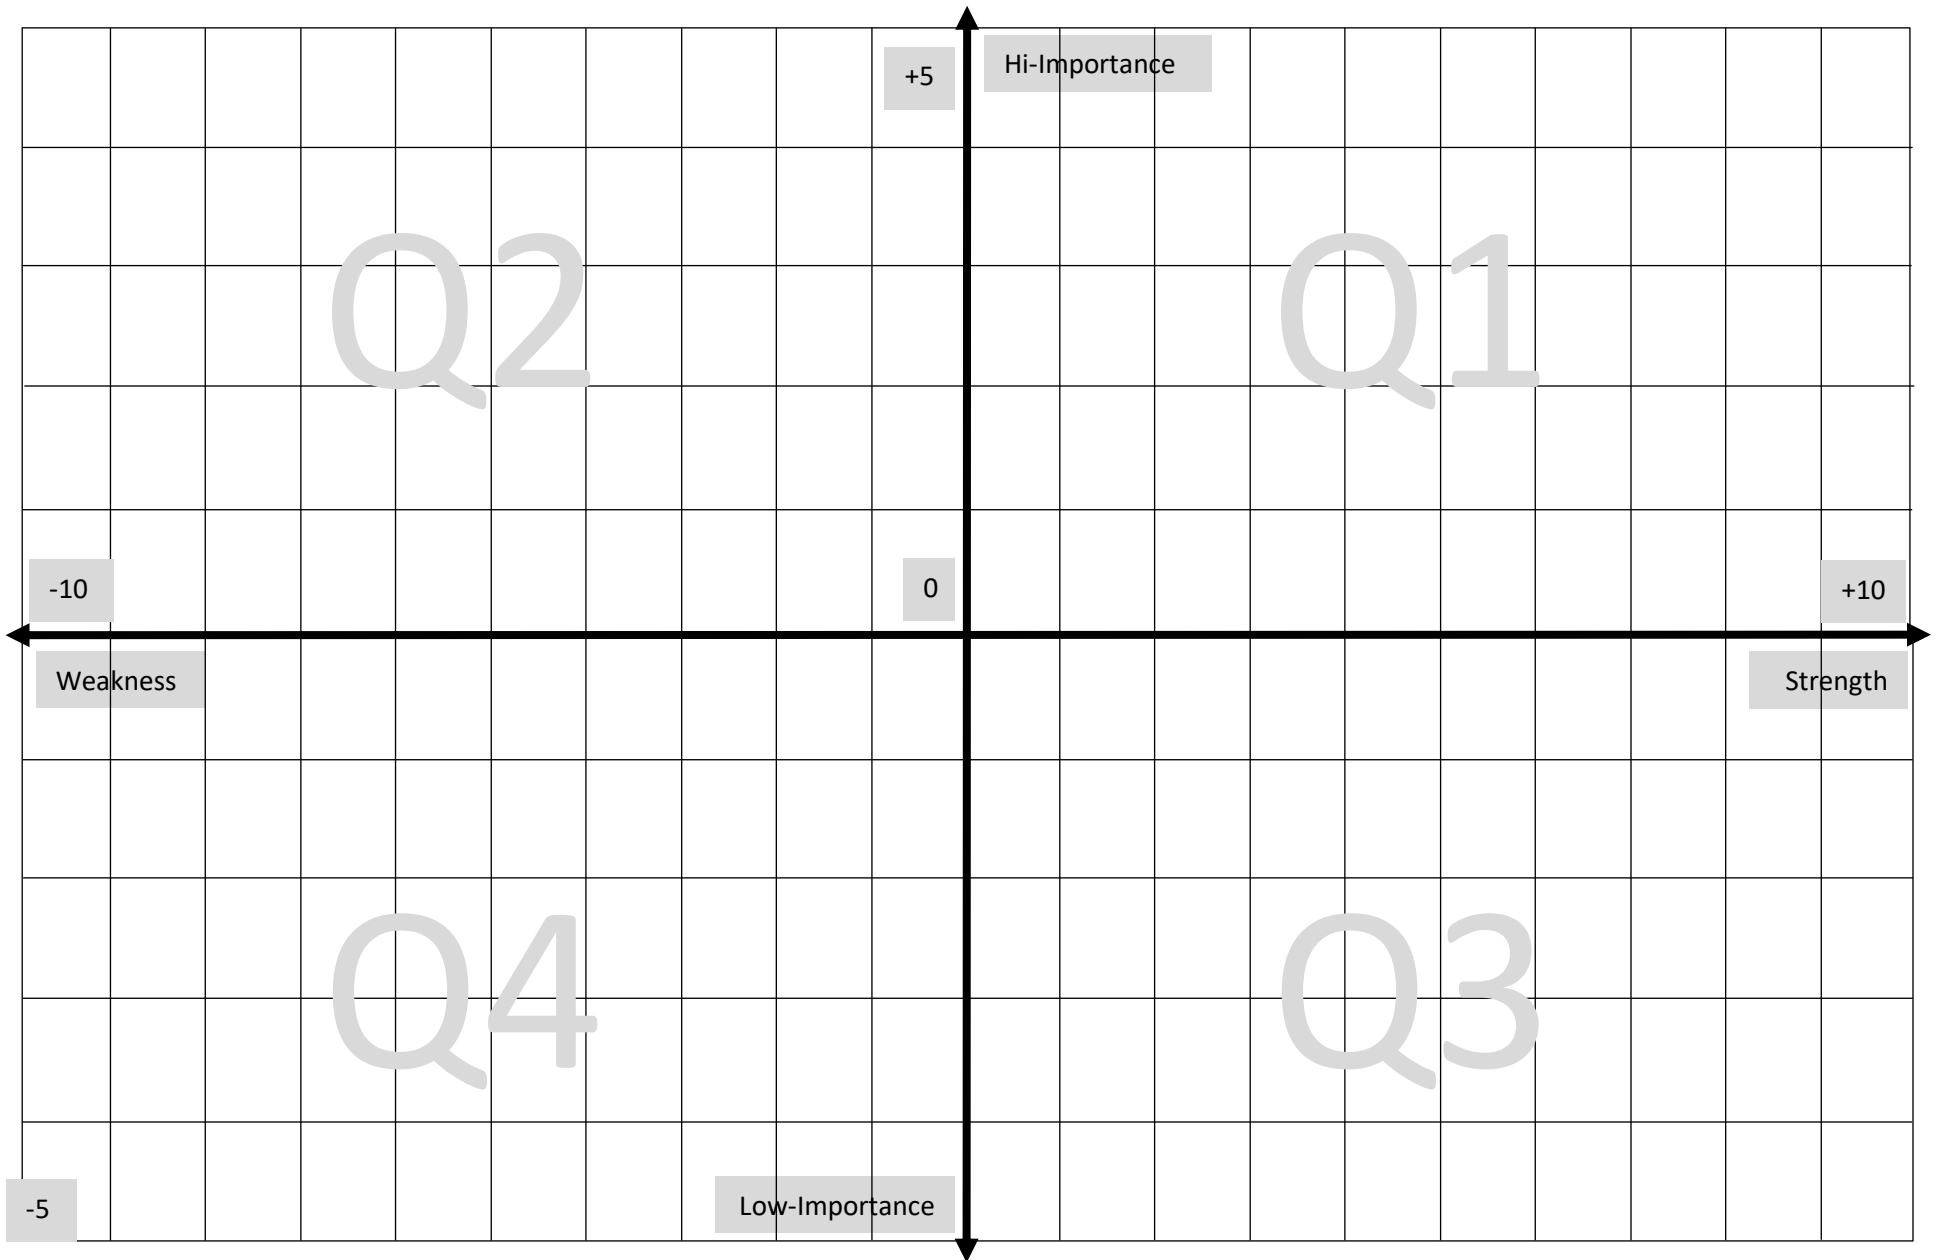 +5
Hi-Importance
Q2
Q1
-10
0
+10
Weakness
Strength
Q4
Q3
-5
Low-Importance